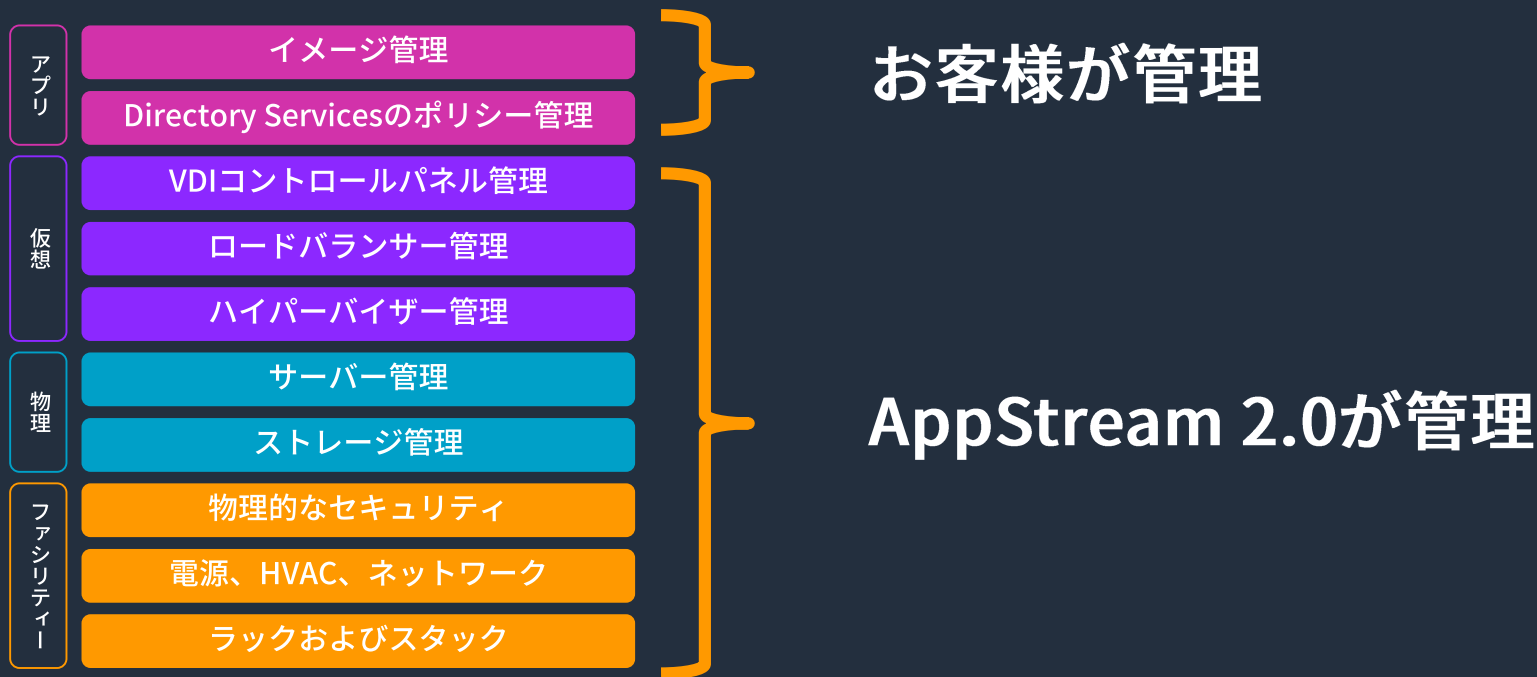 アプリ
イメージ管理
Directory Servicesのポリシー管理
お客様が管理
仮想
VDIコントロールパネル管理
ロードバランサー管理
ハイパーバイザー管理
物理
サーバー管理
ストレージ管理
AppStream 2.0が管理
ファシリティー
物理的なセキュリティ
電源、HVAC、ネットワーク
ラックおよびスタック